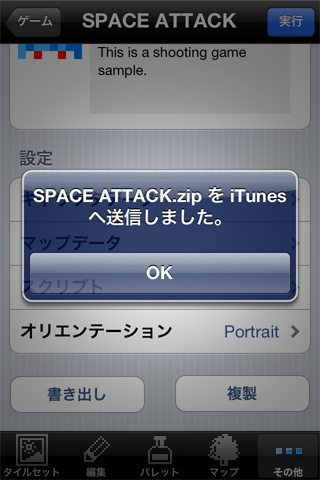 ゲーム
SPACE ATTACK
実行
This is a shooting game
sample.
設定
SPACE ATTACK.zip を iTunes
へ送信しました。
マップデータ
OK
スクリプト
オリエンテーション Portrait
書き出し
複製
タイルセット
編集
パレット
マップ
その他